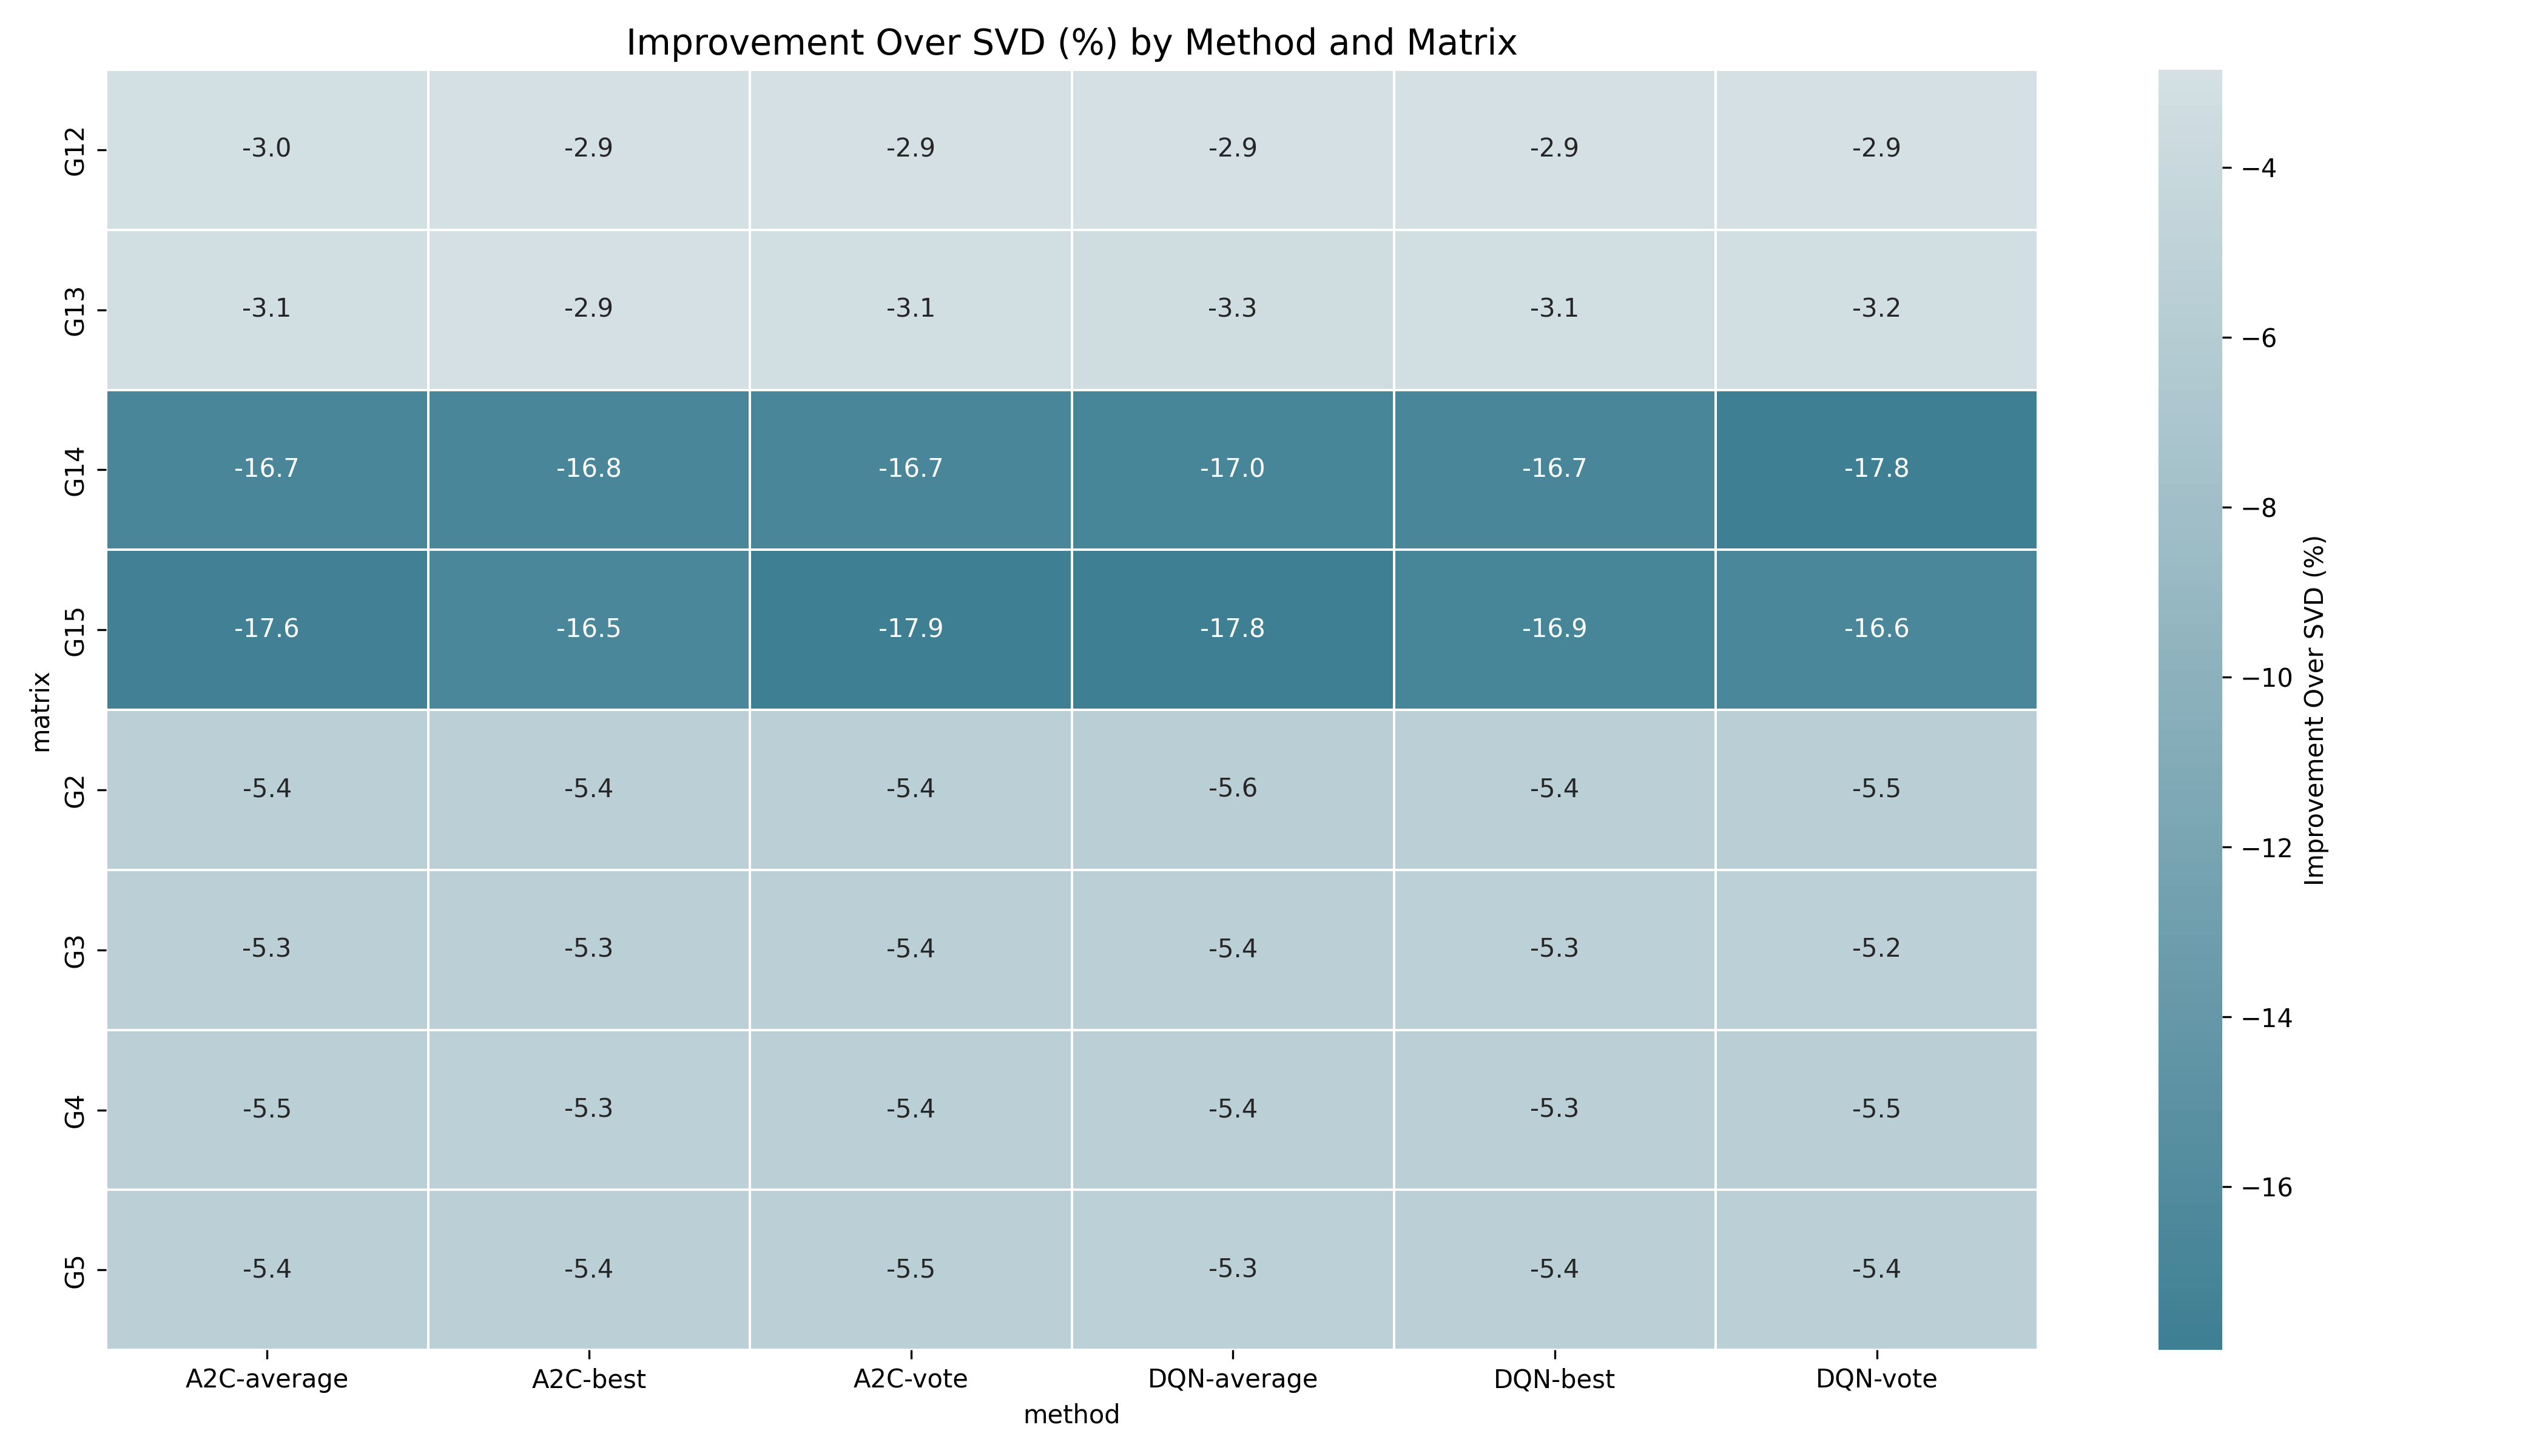 Improvement Over SVD (%) by Method and Matrix
G12 -3.0 -2.9 -2.9 -2.9 -2.9 -2.9
G13 -3.1 -2.9 -3.1 -3.3 -3.1 -3.2
G14 -16.7 -16.8 -16.7 -17.0 -16.7 -17.8
G15 -17.6 -16.5 -17.9 -17.8 -16.9 -16.6
G2 -5.4 -5.4 -5.4 -5.6 -5.4 -5.5
G3 -5.3 -5.3 -5.4 -5.4 -5.3 -5.2
G4 -5.5 -5.3 -5.4 -5.4 -5.3 -5.5
G5 -5.4 -5.4 -5.5 -5.3 -5.4 -5.4
A2C-average A2C-best A2C-vote DQN-average DQN-best DQN-vote
method
matrix
−4
−6
−8
−10
−12
−14
−16
Improvement Over SVD (%)